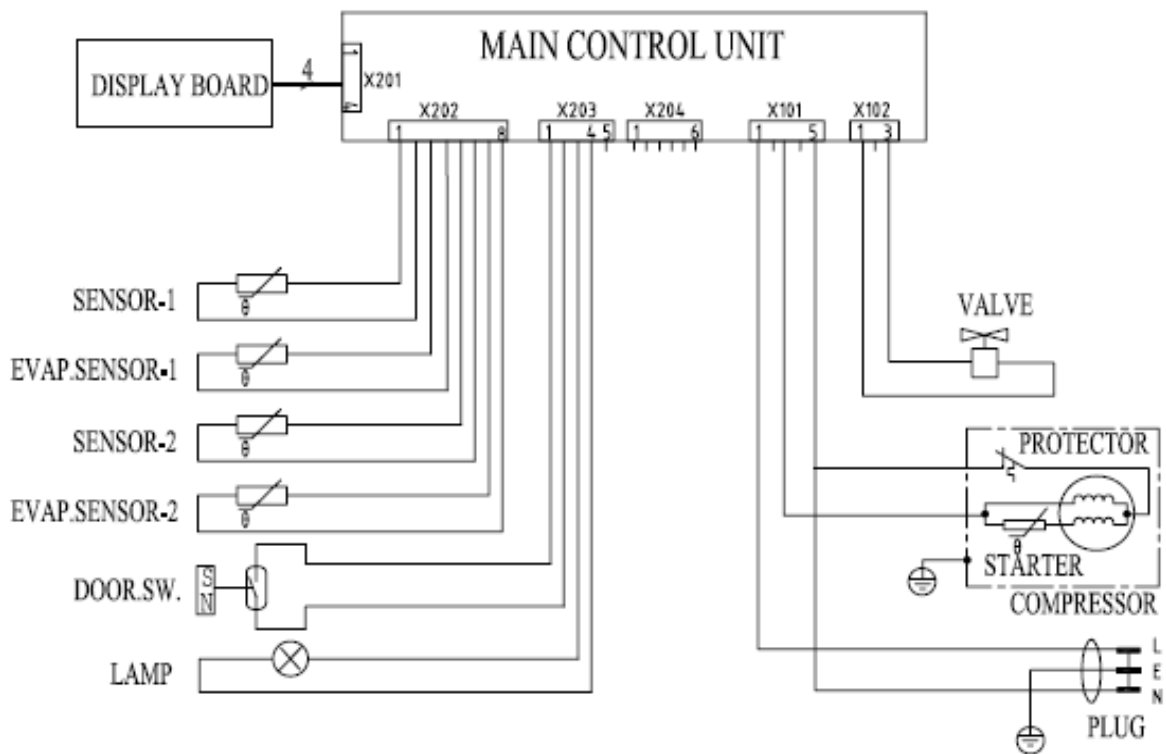 MAIN CONTROL UNIT
DISPLAY BOARD
4
X201
X202
X203
X204
X101
X102
1 8
1 4 5
1 6
1 5
1 3
SENSOR-1
EVAP.SENSOR-1
SENSOR-2
EVAP.SENSOR-2
DOOR.SW.
S
N
LAMP
VALVE
PROTECTOR
θ
θ
θ
θ
θ
STARTER
COMPRESSOR
L
E
N
PLUG